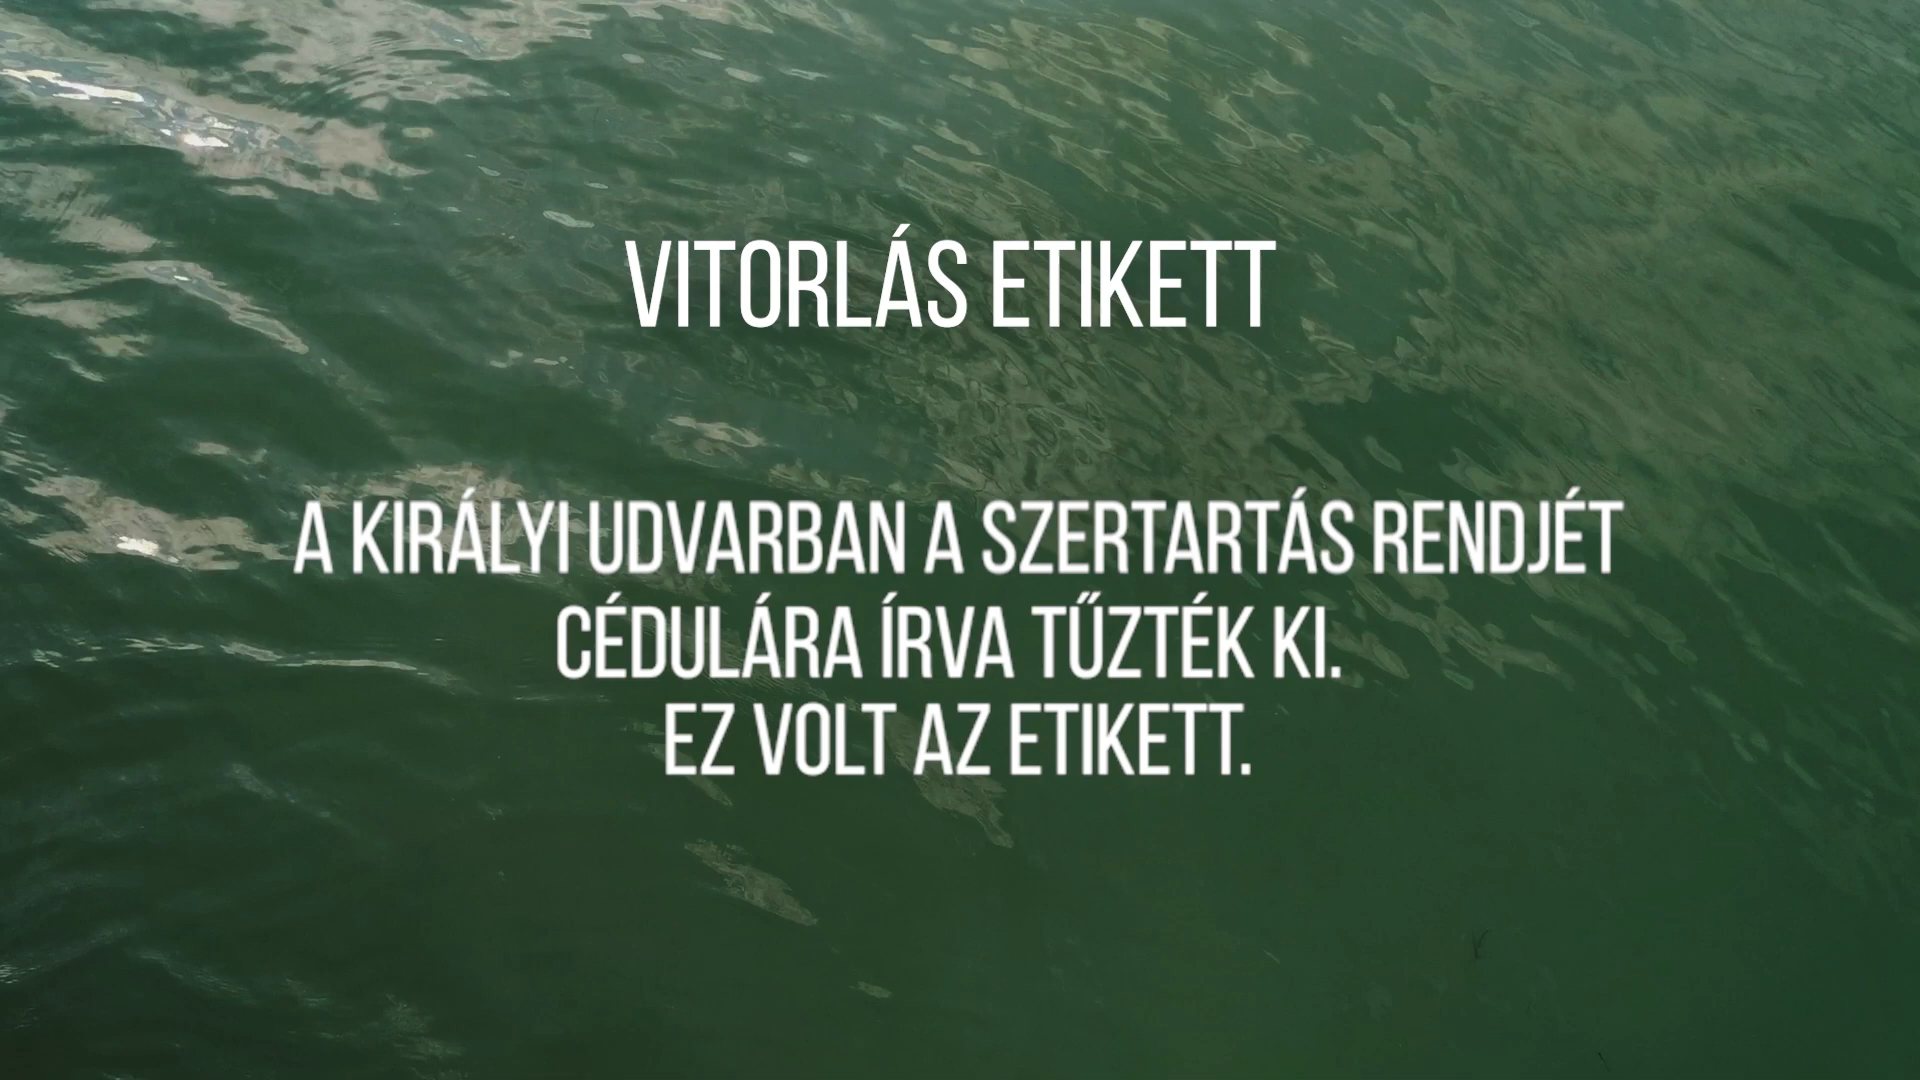 VITORLÁS ETIKETT
A KIRÁLYI UDVARBAN A SZERTARTÁS RENDJÉT
CÉDULÁRA ÍRVA TŰZTÉK KI.
EZ VOLT AZ ETIKETT.